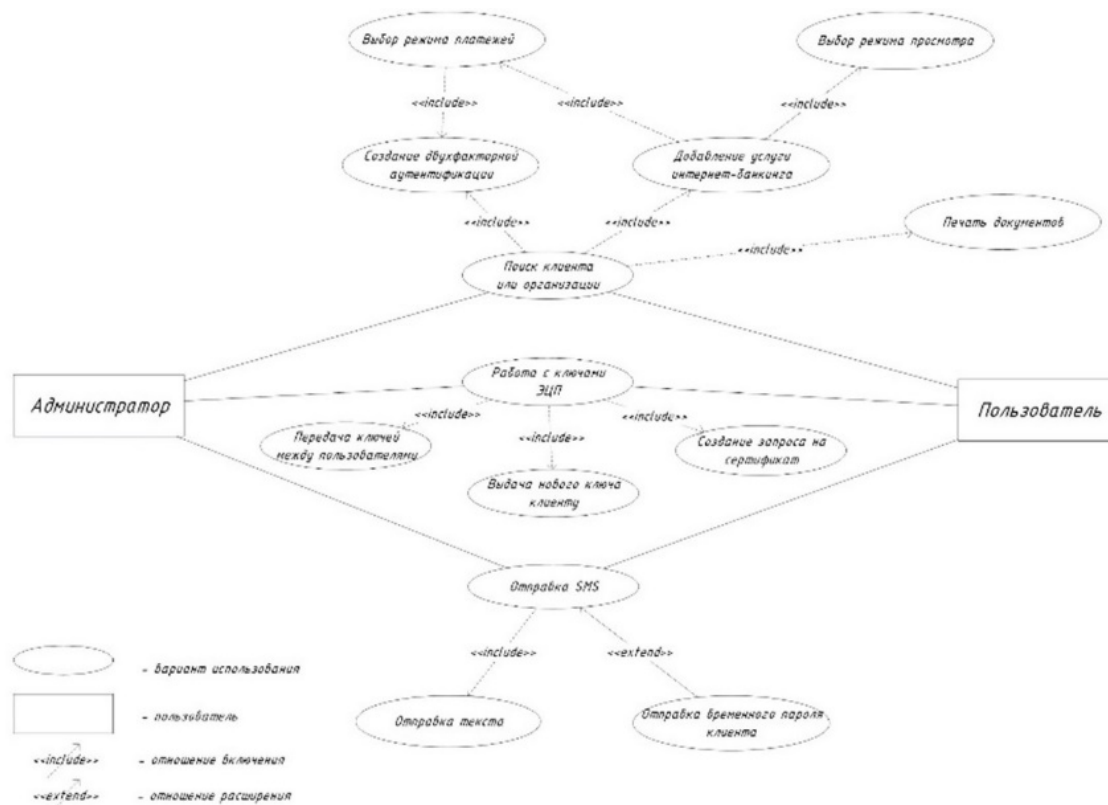 Выбор режима платежей
Выбор режима просмотра
<<include>>
<<include>>
<<include>>
Создание двухфакторной
аутентификации
Добавление услуги
интернет-банкинга
<<include>>
<<include>>
Печать документов
<<include>>
Поиск клиента
или организации
Администратор
Работа с ключами
ЭЦП
Пользователь
<<include>>
<<include>>
<<include>>
Передача ключей
между пользователями
Создание запроса на
сертификат
Выдача нового ключа
клиенту
Отправка SMS
<<include>>
<<extend>>
Отправка текста
Отправка временного пароля
клиента
- вариант использования
- пользователь
<<include>> - отношение включения
<<extend>> - отношение расширения